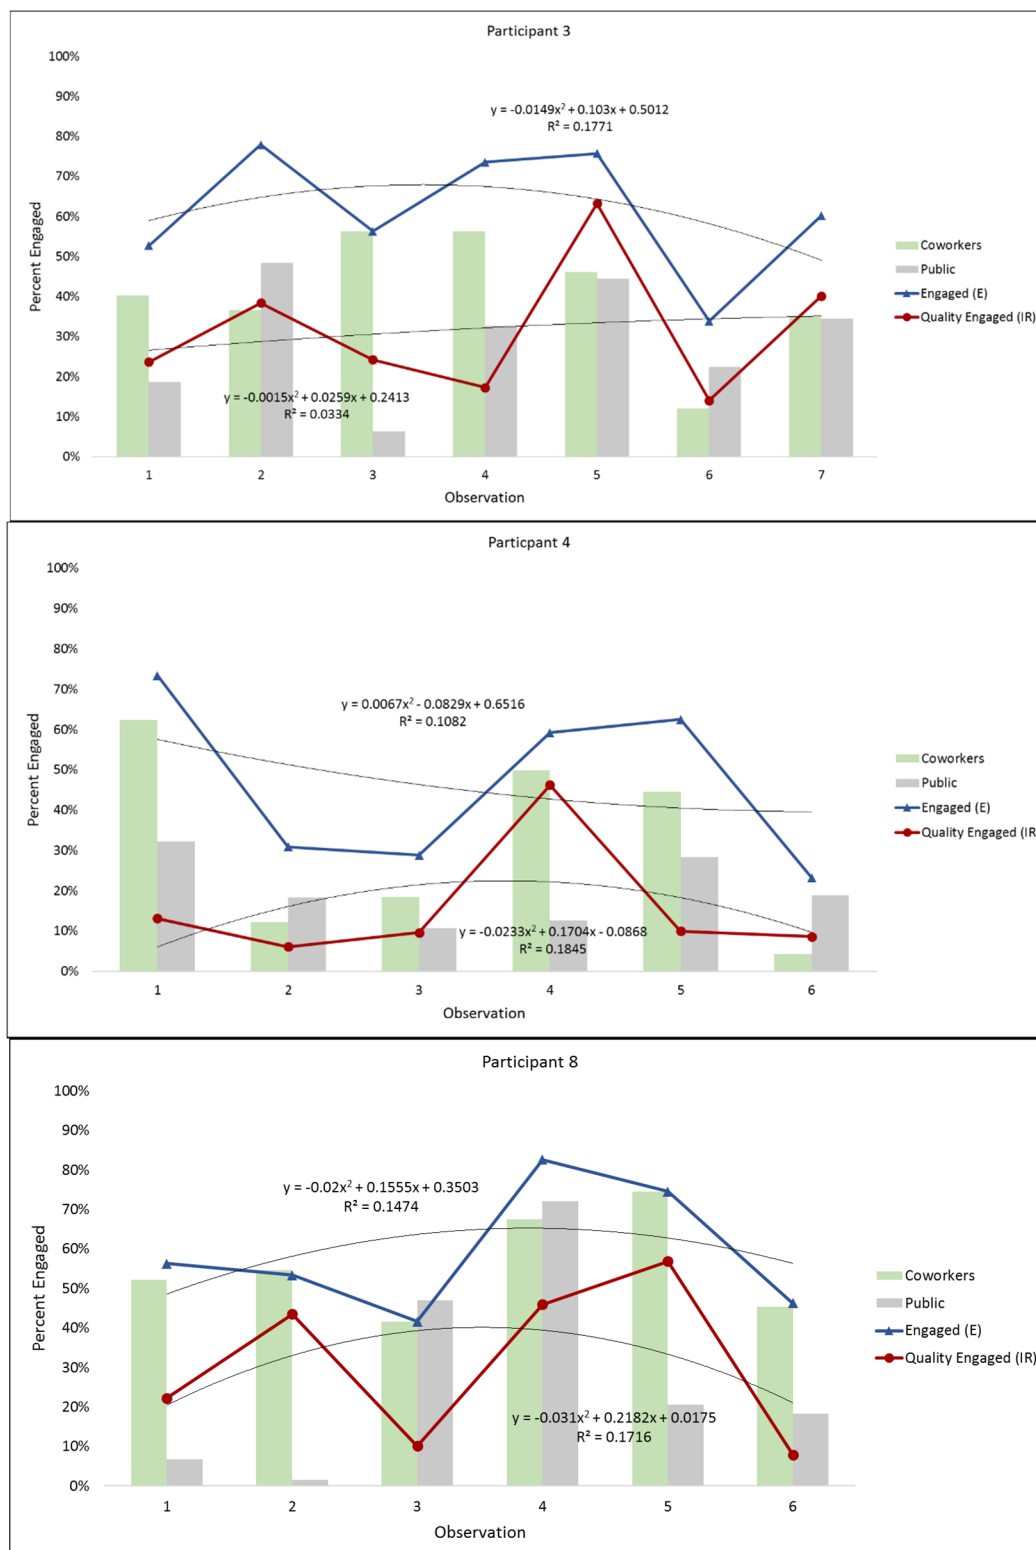 Participant 3
100%
90%
80%
70%
60%
50%
40%
30%
20%
10%
0%
Percent Engaged
y = -0.0149x² + 0.103x + 0.5012
R² = 0.1771
y = -0.0015x² + 0.0259x + 0.2413
R² = 0.0334
1 2 3 4 5 6 7
Observation
Coworkers
Public
Engaged (E)
Quality Engaged (IR)
Particpant 4
100%
90%
80%
70%
60%
50%
40%
30%
20%
10%
0%
Percent Engaged
y = 0.0067x² - 0.0829x + 0.6516
R² = 0.1082
y = -0.0233x² + 0.1704x - 0.0868
R² = 0.1845
1 2 3 4 5 6
Observation
Coworkers
Public
Engaged (E)
Quality Engaged (IR)
Participant 8
100%
90%
80%
70%
60%
50%
40%
30%
20%
10%
0%
Percent Engaged
y = -0.02x² + 0.1555x + 0.3503
R² = 0.1474
y = -0.031x² + 0.2182x + 0.0175
R² = 0.1716
1 2 3 4 5 6
Observation
Coworkers
Public
Engaged (E)
Quality Engaged (IR)